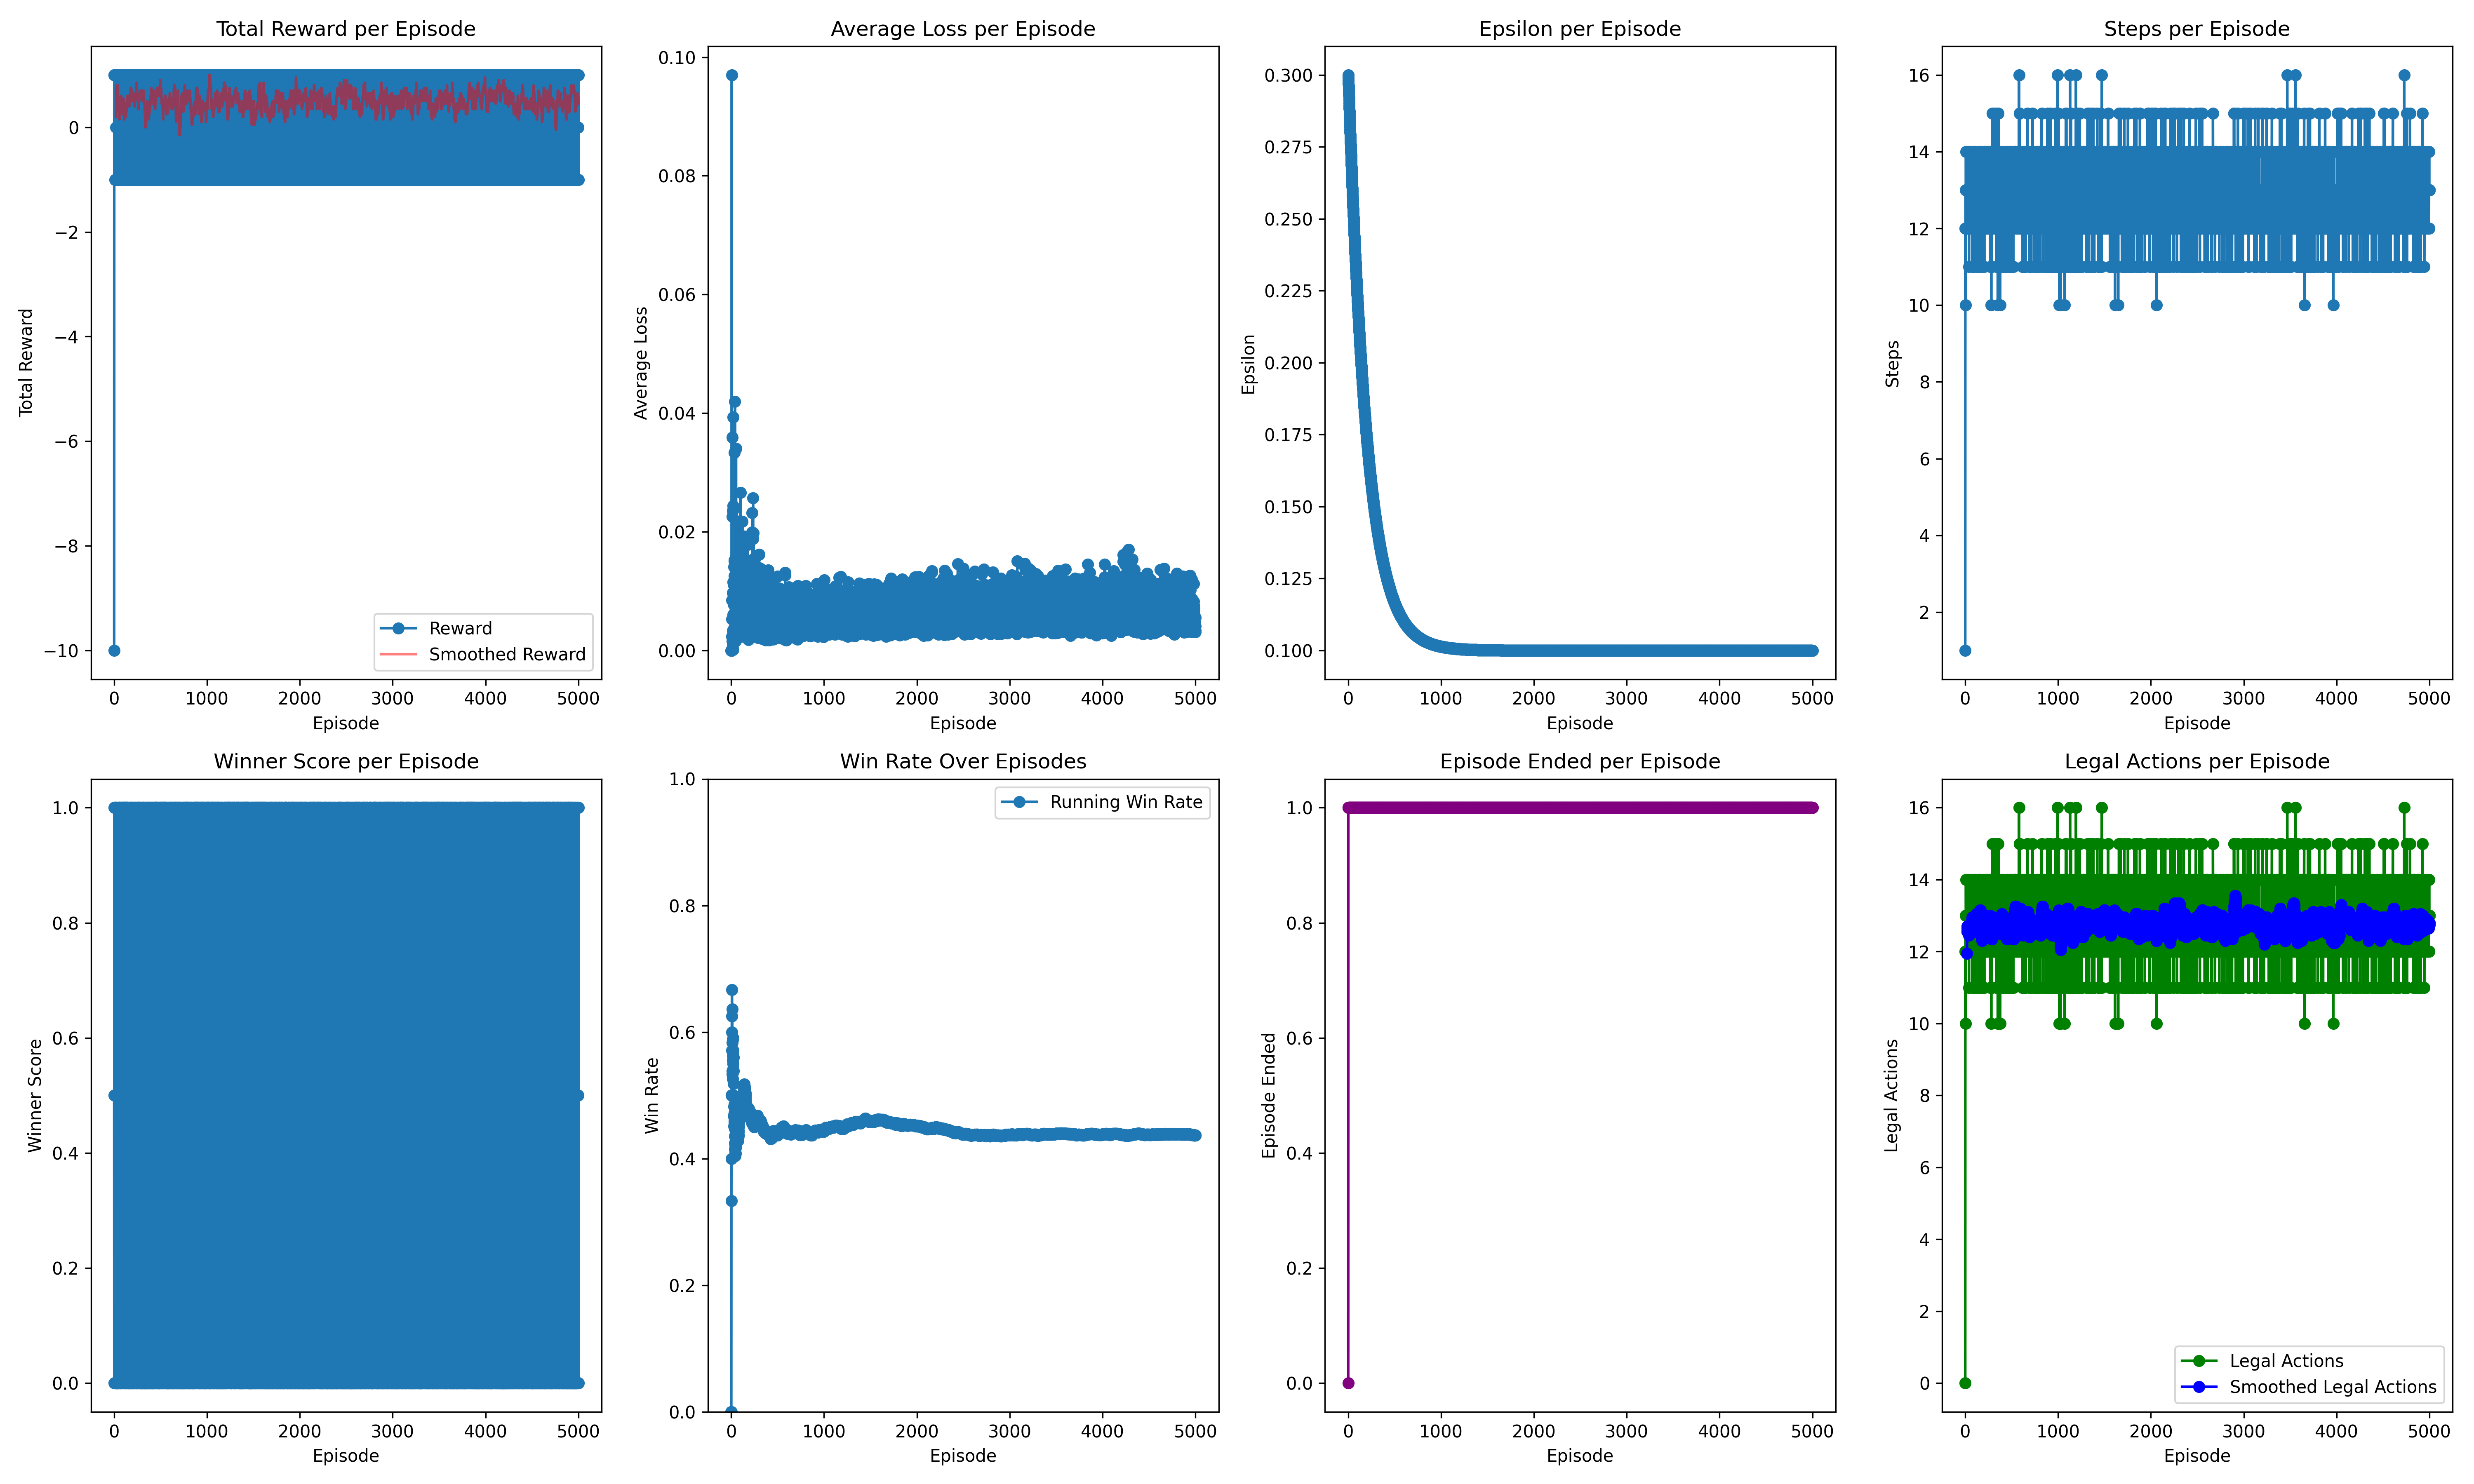 Total Reward per Episode
0
−2
−4
−6
−8
−10
Total Reward
Reward
Smoothed Reward
0 1000 2000 3000 4000 5000
Episode
Average Loss per Episode
0.10
0.08
0.06
0.04
0.02
0.00
Average Loss
0 1000 2000 3000 4000 5000
Episode
Epsilon per Episode
0.300
0.275
0.250
0.225
0.200
0.175
0.150
0.125
0.100
Epsilon
0 1000 2000 3000 4000 5000
Episode
Steps per Episode
16
14
12
10
8
6
4
2
Steps
0 1000 2000 3000 4000 5000
Episode
Winner Score per Episode
1.0
0.8
0.6
0.4
0.2
0.0
Winner Score
0 1000 2000 3000 4000 5000
Episode
Win Rate Over Episodes
1.0
0.8
0.6
0.4
0.2
0.0
Win Rate
Running Win Rate
0 1000 2000 3000 4000 5000
Episode
Episode Ended per Episode
1.0
0.8
0.6
0.4
0.2
0.0
Episode Ended
0 1000 2000 3000 4000 5000
Episode
Legal Actions per Episode
16
14
12
10
8
6
4
2
0
Legal Actions
Legal Actions
Smoothed Legal Actions
0 1000 2000 3000 4000 5000
Episode